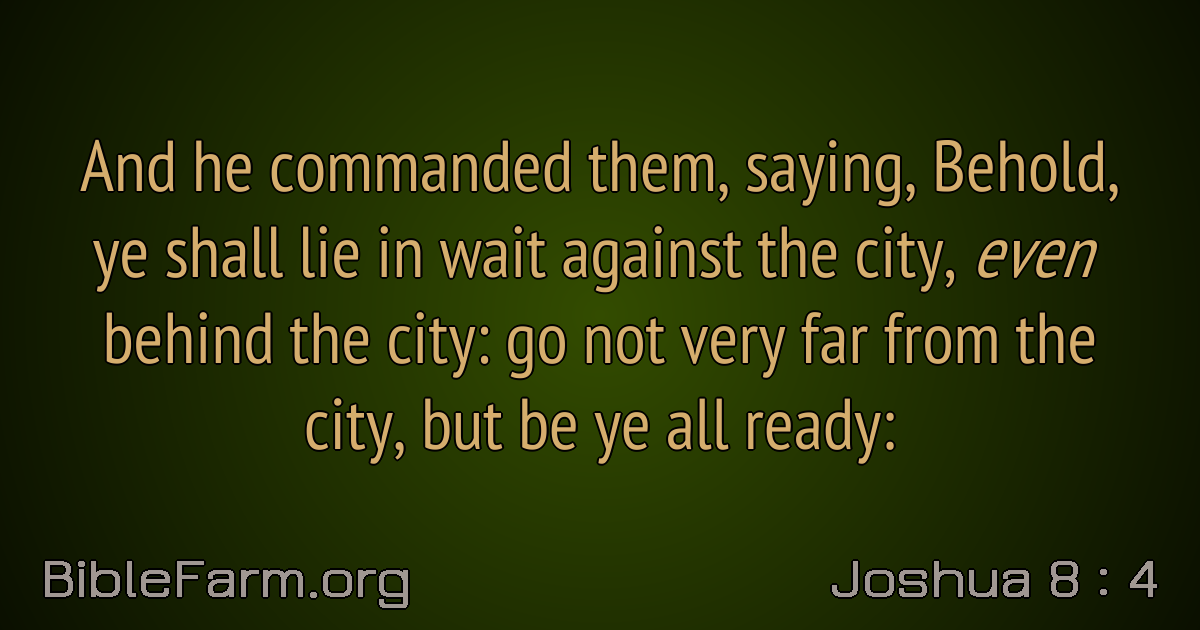 And he commanded them, saying, Behold,
ye shall lie in wait against the city, even
behind the city: go not very far from the
city, but be ye all ready:
BibleFarm.org
Joshua 8 : 4